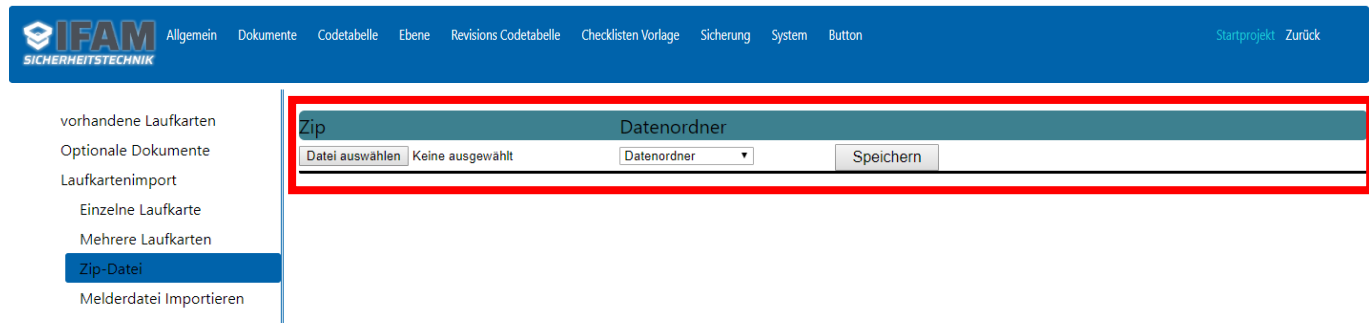 IFAM
SICHERHEITSTECHNIK
Allgemein Dokumente Codetabelle Ebene Revisions Codetabelle Checklisten Vorlage Sicherung System Button Startprojekt Zurück
vorhandene Laufkarten
Optionale Dokumente
Laufkartenimport
Einzelne Laufkarte
Mehrere Laufkarten
Zip-Datei
Melderdatei Importieren
Zip Datenordner
Datei auswählen Keine ausgewählt Datenordner Speichern